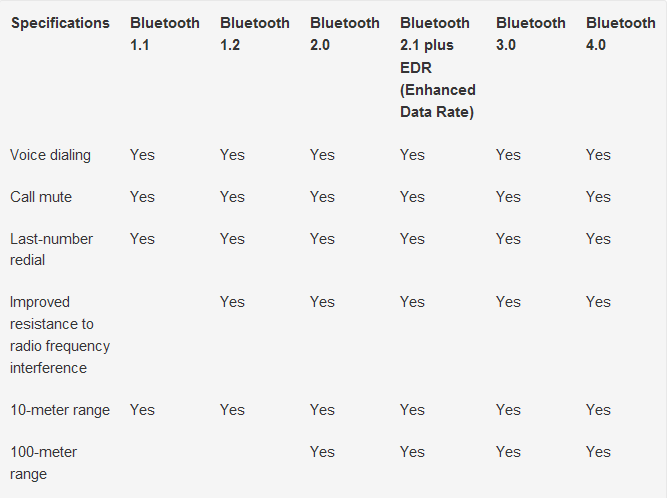 Specifications Bluetooth 1.1 Bluetooth 1.2 Bluetooth 2.0 Bluetooth 2.1 plus EDR (Enhanced Data Rate) Bluetooth 3.0 Bluetooth 4.0
Voice dialing Yes Yes Yes Yes Yes Yes
Call mute Yes Yes Yes Yes Yes Yes
Last-number redial Yes Yes Yes Yes Yes Yes
Improved resistance to radio frequency interference Yes Yes Yes Yes Yes
10-meter range Yes Yes Yes Yes Yes Yes
100-meter range Yes Yes Yes Yes